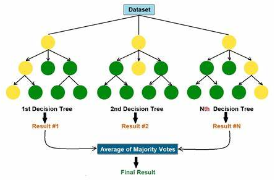 Dataset
1st Decision Tree 2nd Decision Tree Nth Decision Tree
Result #1 Result #2 Result #N
Average of Majority Votes
Final Result